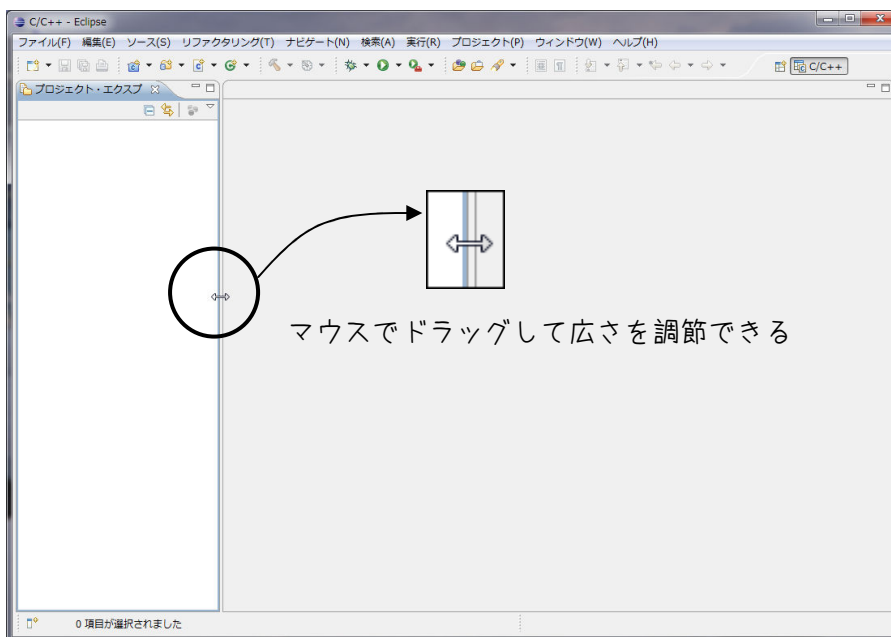 C/C++ - Eclipse
ファイル(F) 編集(E) ソース(S) リファクタリング(T) ナビゲート(N) 検索(A) 実行(R) プロジェクト(P) ウィンドウ(W) ヘルプ(H)
C/C++
プロジェクト・エクスプ
マウスでドラッグして広さを調節できる
0 項目が選択されました